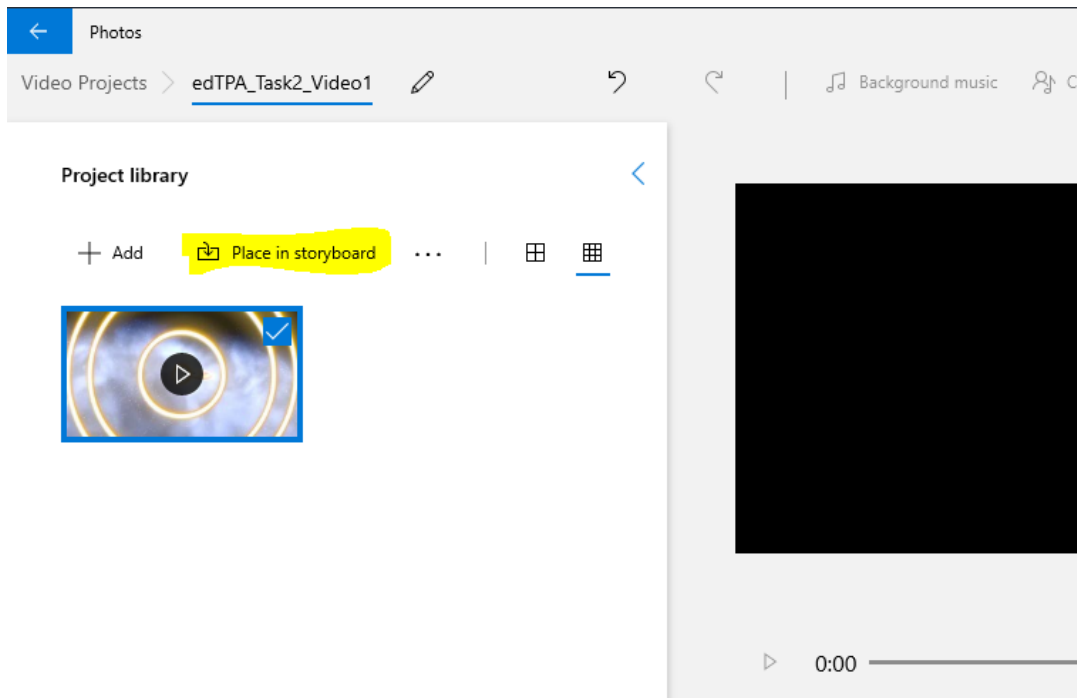 Photos
Video Projects edTPA_Task2_Video1 Background music
Project library
Add Place in storyboard
0:00